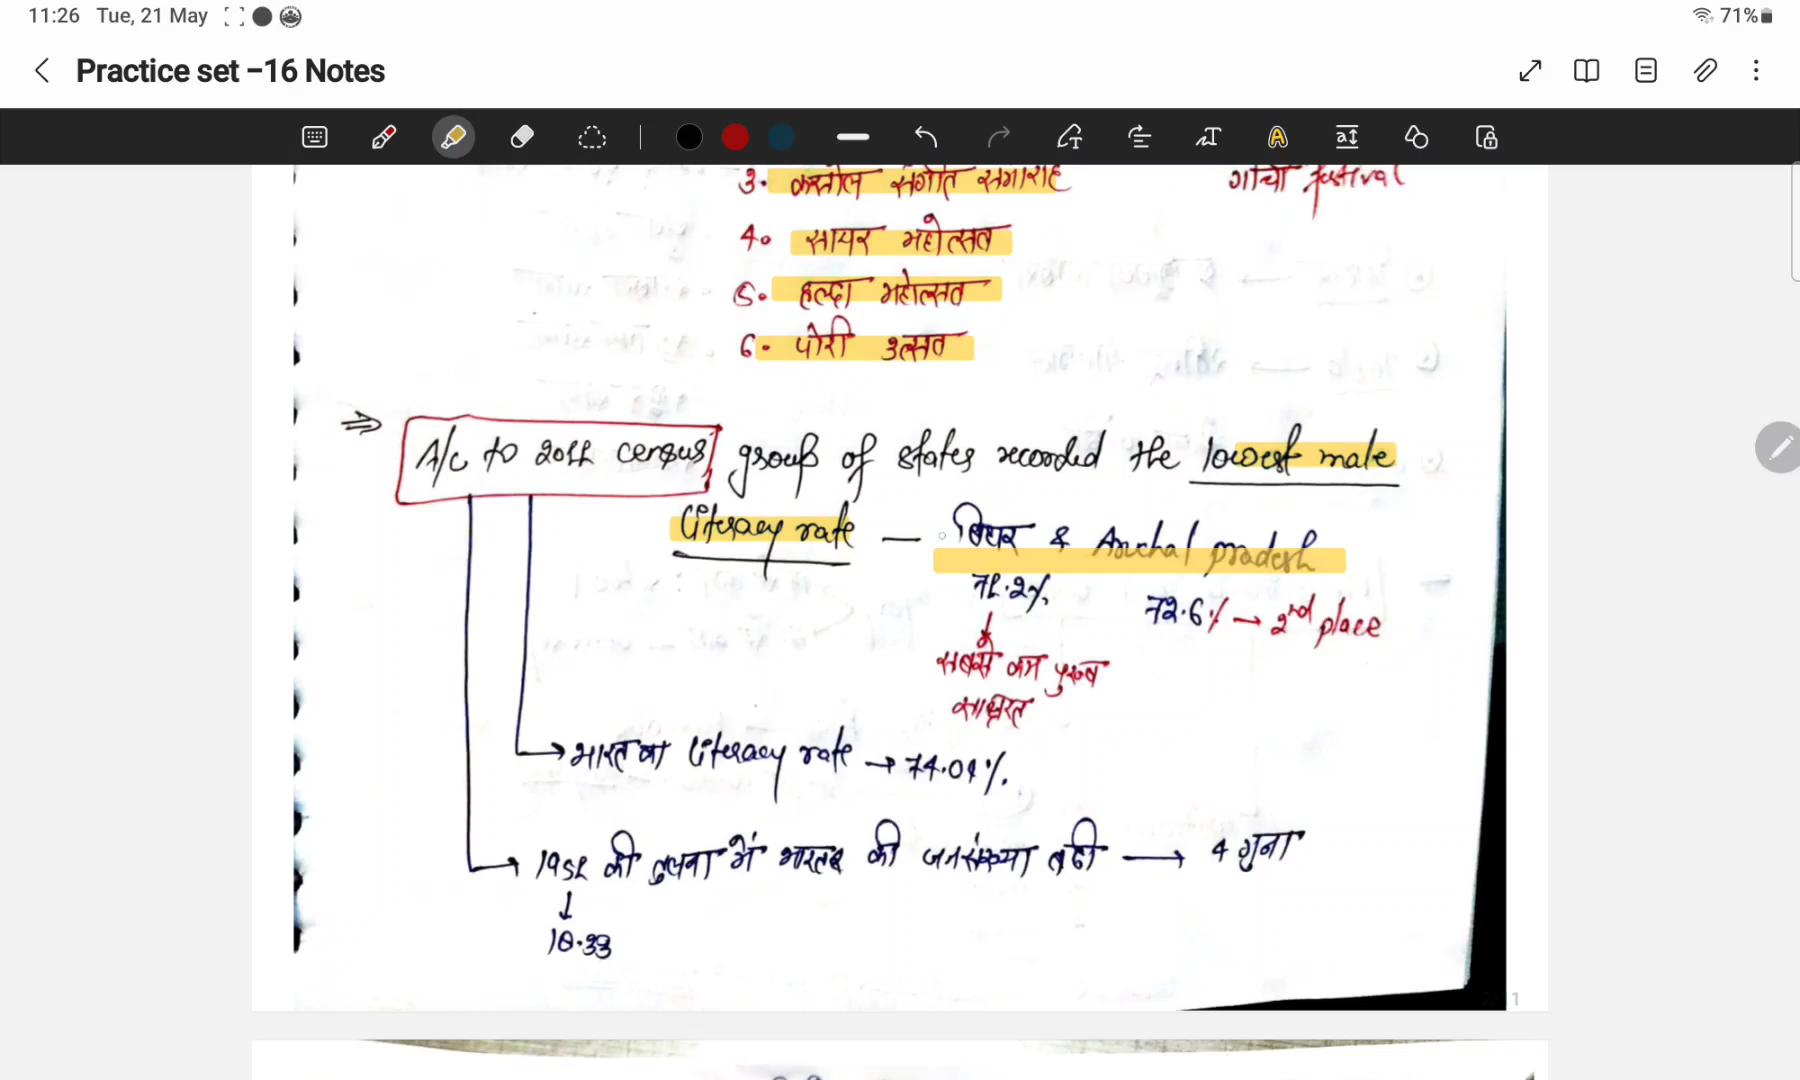 11:26 Tue, 21 May
71%
Practice set –16 Notes
3. कसोल संगीत समारोह
गोची festival
4. सायर महोत्सव
5. हल्दा महोत्सव
6. पोरी उत्सव
⇒ A/c to 2011 census, group of states recorded the lowest male
literacy rate — बिहार & Arunchal pradesh
71.2%
72.6% → 2nd place
सबसे कम पुरुष
साक्षरता
→ भारत का literacy rate → 74.04%.
→ 1951 की तुलना में भारत की जनसंख्या बढी → 4 गुना
↓
18.33